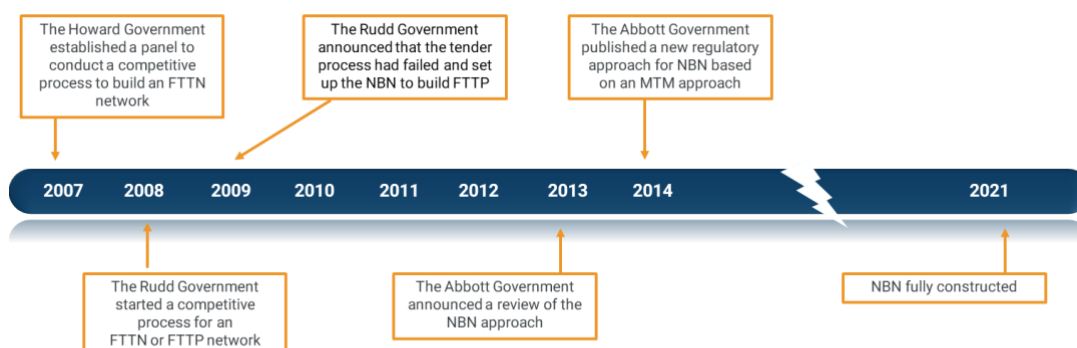 The Howard Government
established a panel to
conduct a competitive
process to build an FTTN
network
The Rudd Government
announced that the tender
process had failed and set
up the NBN to build FTTP
The Abbott Government
published a new regulatory
approach for NBN based
on an MTM approach
2007 2008 2009 2010 2011 2012 2013 2014 2021
The Rudd Government
started a competitive
process for an
FTTN or FTTP network
The Abbott Government
announced a review of the
NBN approach
NBN fully constructed